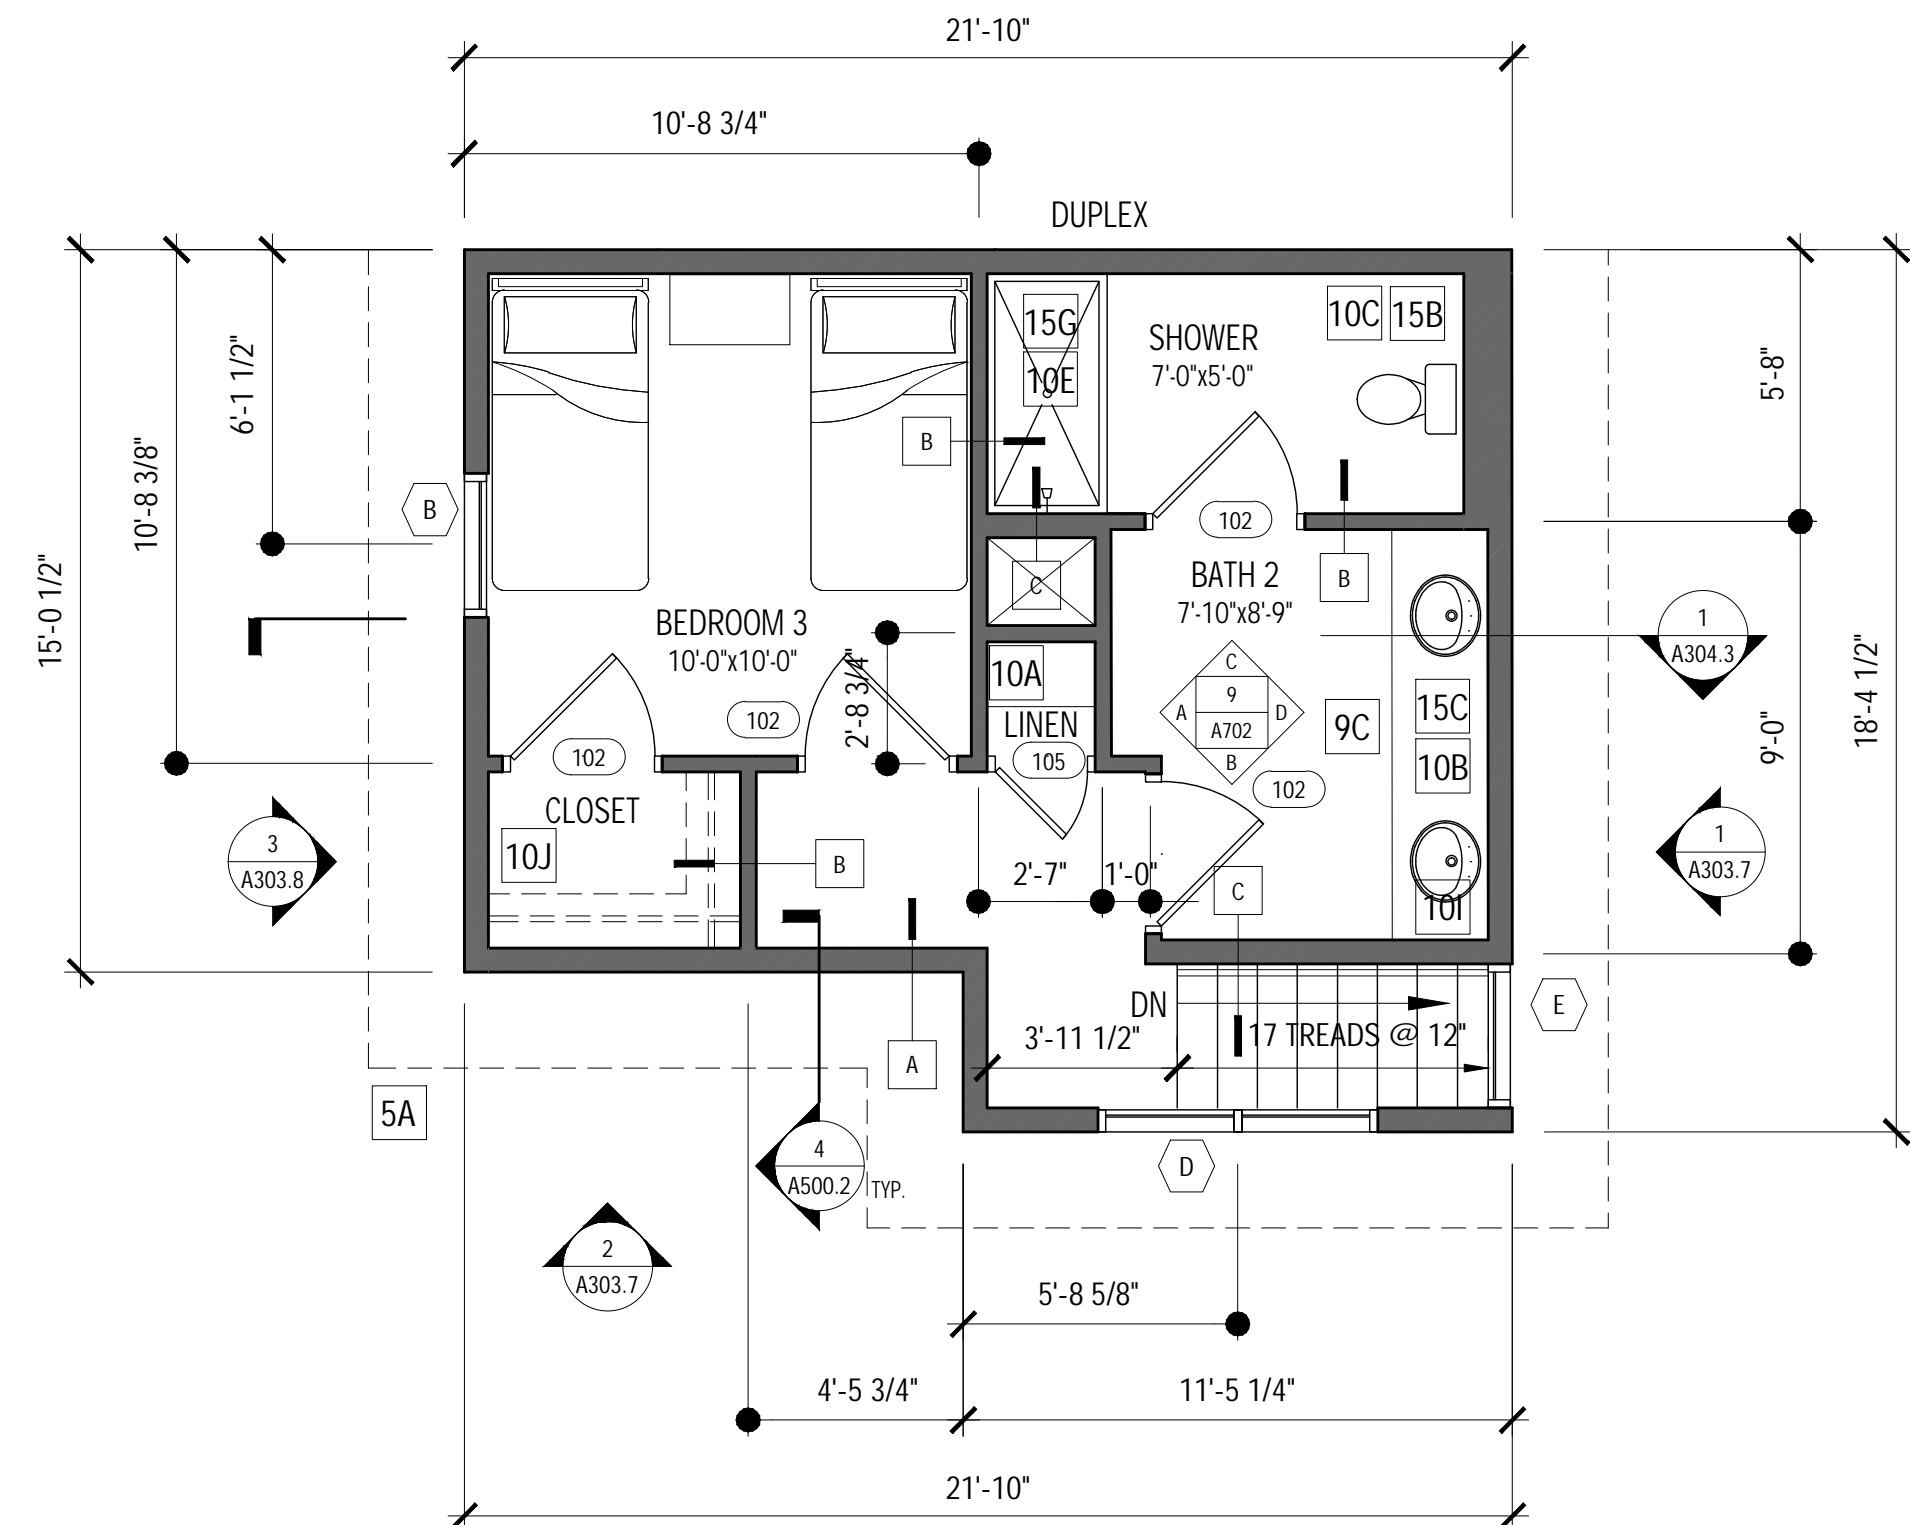 21'-10"
10'-8 3/4"
DUPLEX
15'-0 1/2"
10'-8 3/8"
6'-1 1/2"
B
15G
10E
SHOWER
7'-0"x5'-0"
10C
15B
B
102
B
C
BATH 2
7'-10"x8'-9"
BEDROOM 3
10'-0"x10'-0"
2'-8 3/4"
102
102
10A
LINEN
105
C
9
A702
A
D
B
102
9C
15C
10B
10I
5'-8"
9'-0"
18'-4 1/2"
1
A304.3
1
A303.7
3
A303.8
CLOSET
10J
B
2'-7"
1'-0"
C
DN
3'-11 1/2"
17 TREADS @ 12"
E
A
5A
4
A500.2
TYP.
D
2
A303.7
5'-8 5/8"
4'-5 3/4"
11'-5 1/4"
21'-10"